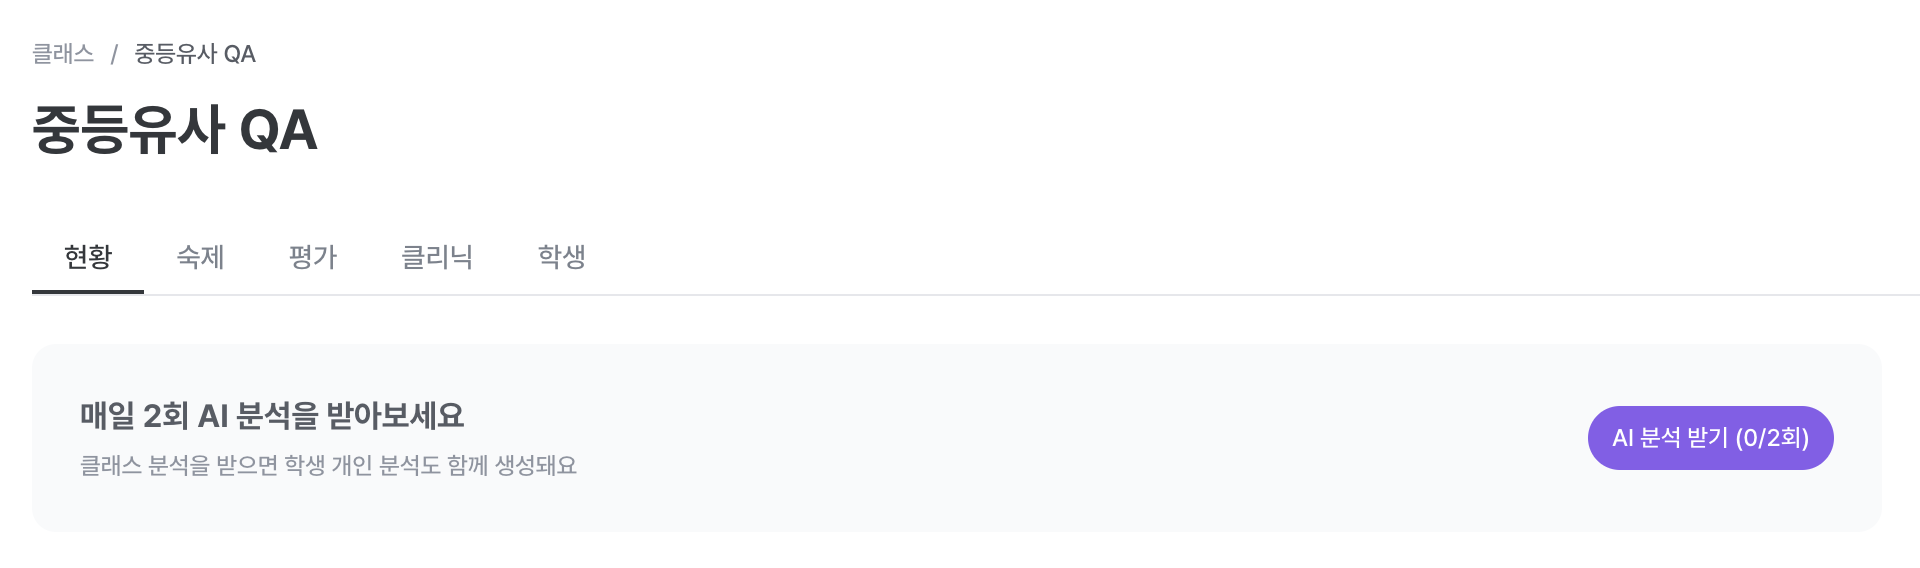 클래스 / 중등유사 QA
중등유사 QA
현황 숙제 평가 클리닉 학생
매일 2회 AI 분석을 받아보세요
클래스 분석을 받으면 학생 개인 분석도 함께 생성돼요
AI 분석 받기 (0/2회)